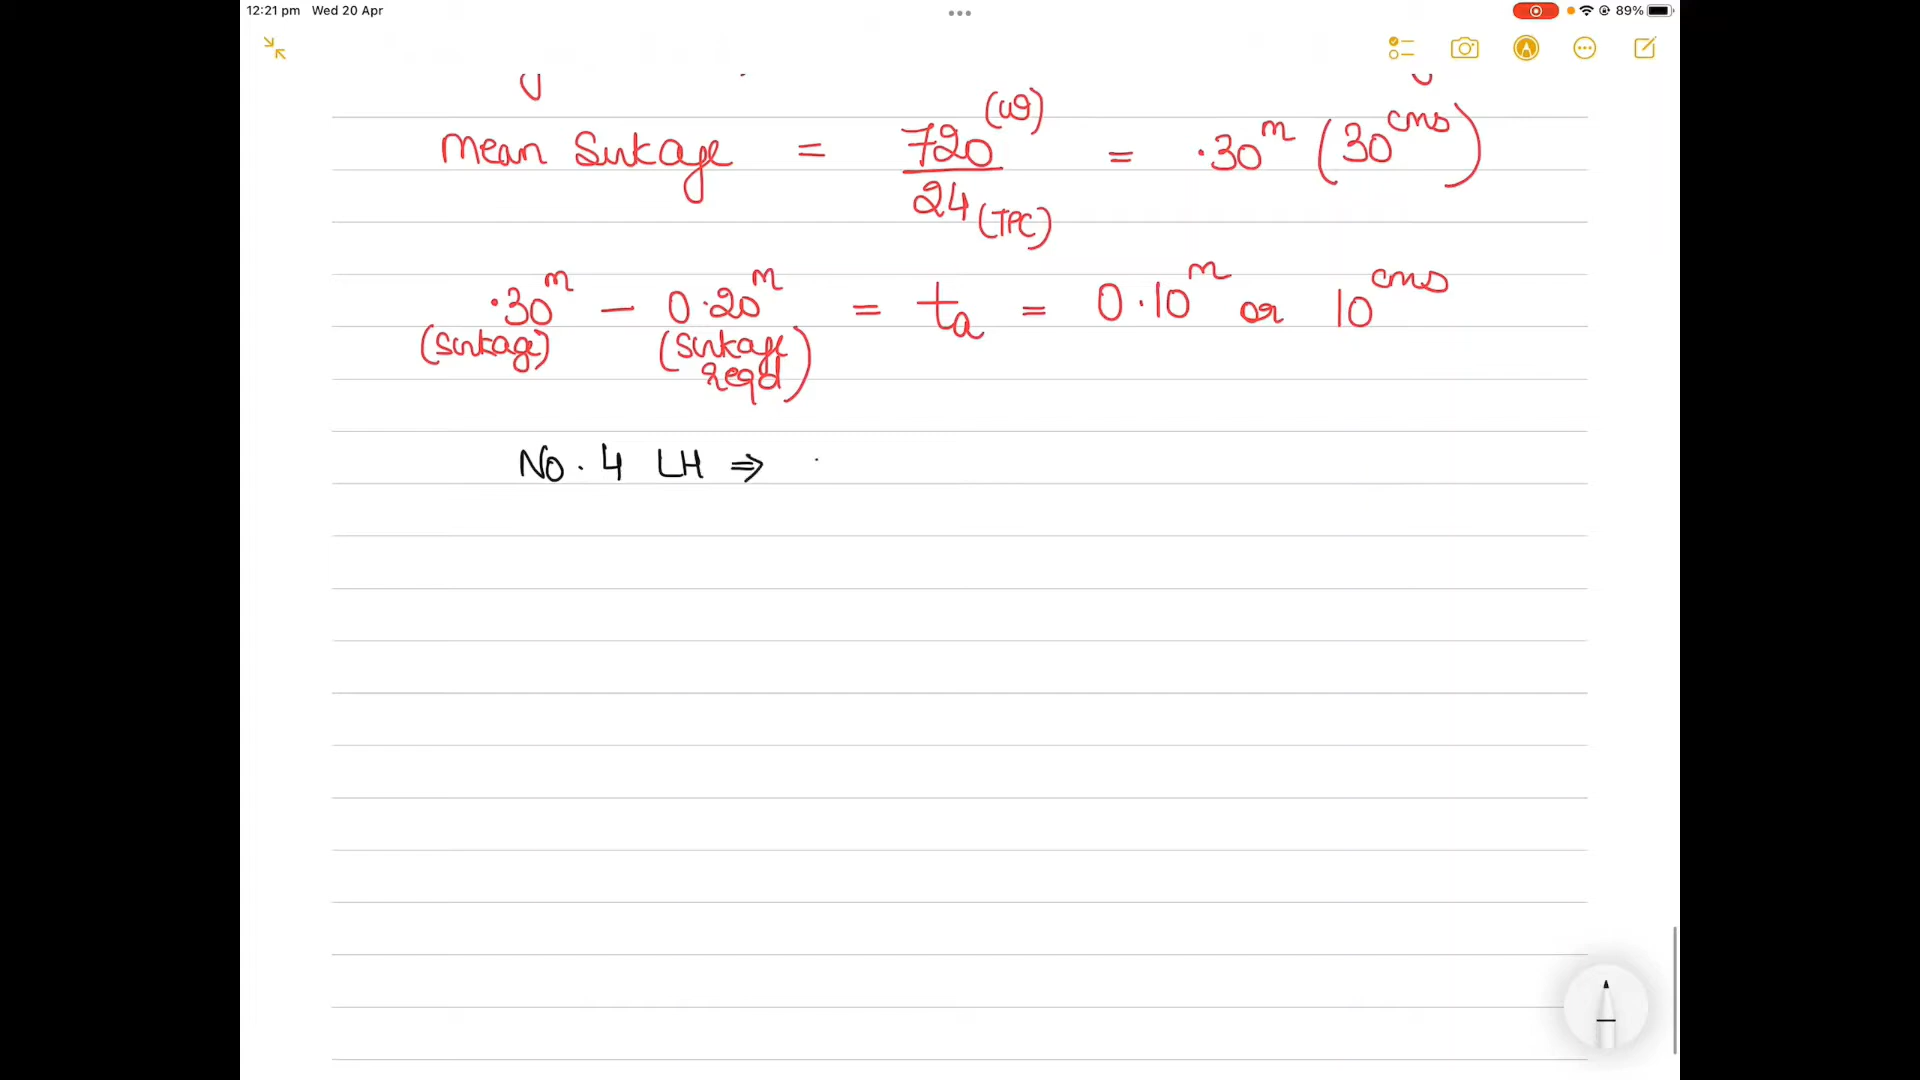 12:21 pm Wed 20 Apr
89%
Mean Sinkage = 720 (w) / 24 (TPC) = .30 m (30 cms)
.30 m - 0.20 m = ta = 0.10 m or 10 cms
(Sinkage) (Sinkage reqd)
No. 4 LH ⇒